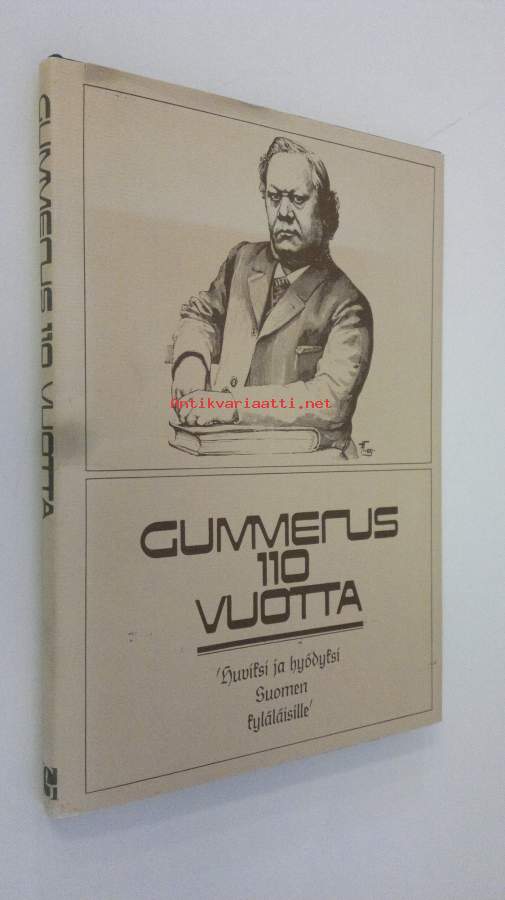 GUMMERUS 110 VUOTTA
Antikvariaatti.net
GUMMERUS
110
VUOTTA
'Huviksi ja hyödyksi
Suomen
kyläläisille'